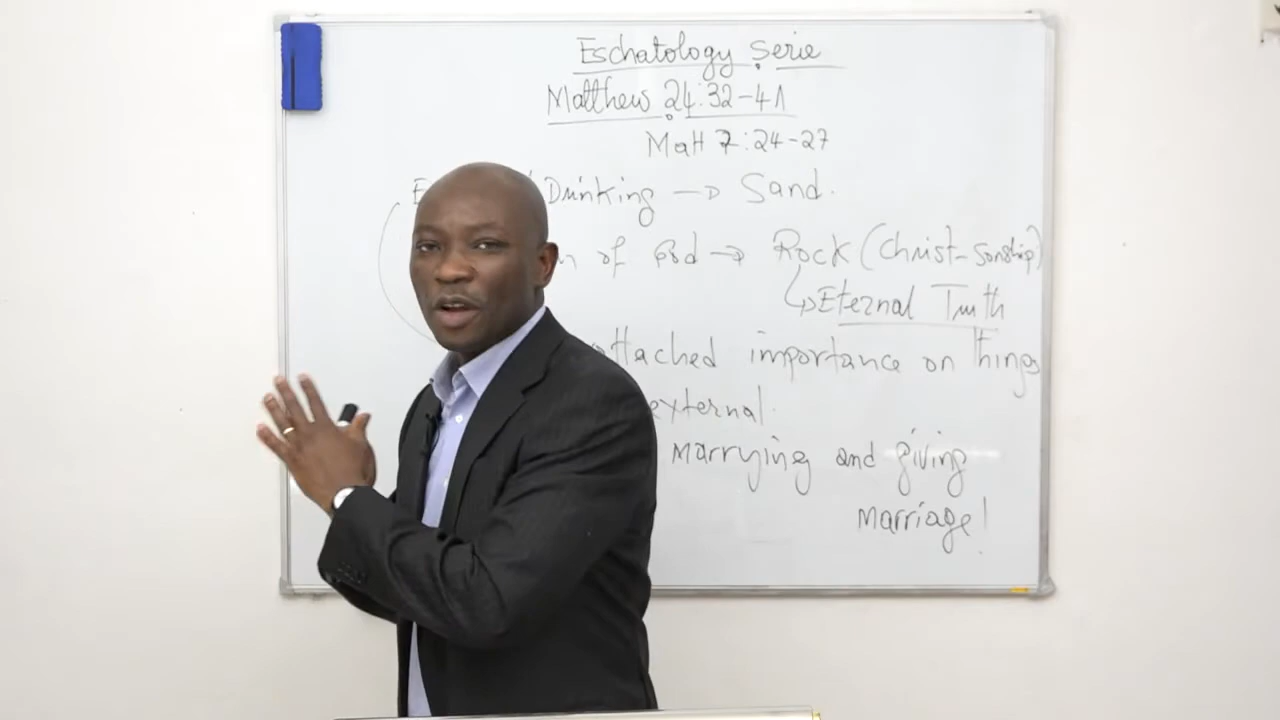 Eschatology Serie
Matthew 24:32-41
Matt 7:24-27
Drinking → Sand.
of God → Rock (Christ-sonship)
↳ Eternal Truth
attached importance on things
external.
marrying and giving
marriage!